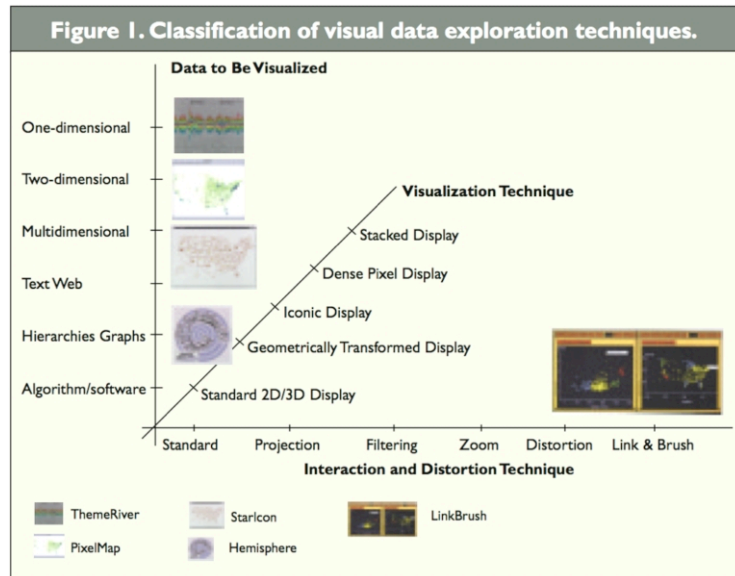 Figure 1. Classification of visual data exploration techniques.
Data to Be Visualized
One-dimensional
Two-dimensional
Visualization Technique
Multidimensional
Stacked Display
Dense Pixel Display
Text Web
Iconic Display
Hierarchies Graphs
Geometrically Transformed Display
Algorithm/software
Standard 2D/3D Display
Standard
Projection
Filtering
Zoom
Distortion
Link & Brush
Interaction and Distortion Technique
ThemeRiver
StarIcon
LinkBrush
PixelMap
Hemisphere